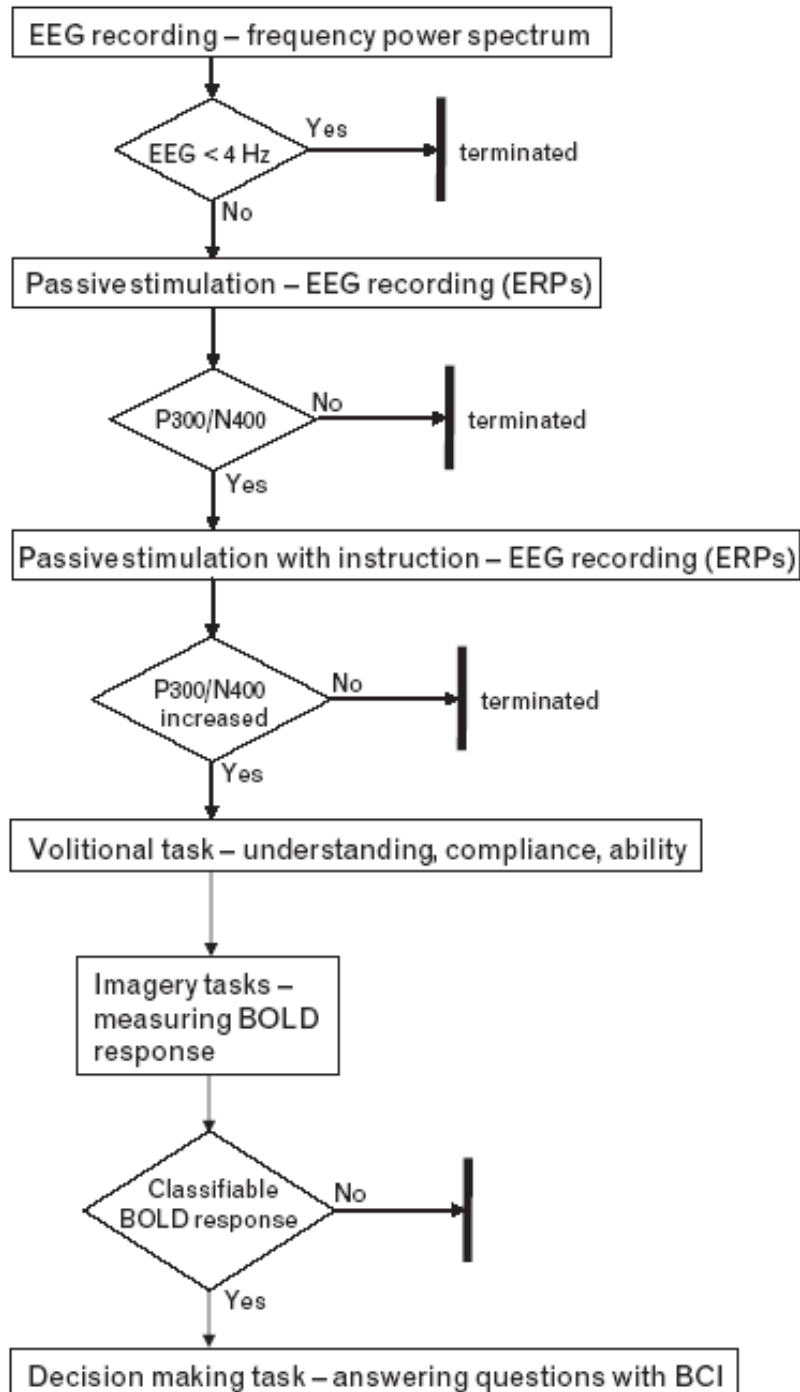 EEG recording – frequency power spectrum
Yes
EEG < 4 Hz
terminated
No
Passive stimulation – EEG recording (ERPs)
No
P300/N400
terminated
Yes
Passive stimulation with instruction – EEG recording (ERPs)
P300/N400
increased
No
terminated
Yes
Volitional task – understanding, compliance, ability
Imagery tasks –
measuring BOLD
response
Classifiable
BOLD response
No
Yes
Decision making task – answering questions with BCI